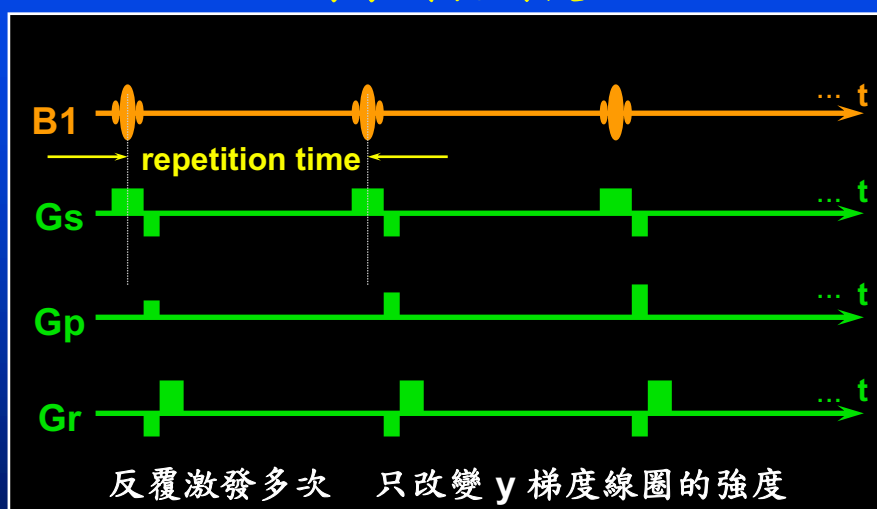 B1
... t
repetition time
Gs
... t
Gp
... t
Gr
... t
反覆激發多次 只改變 y 梯度線圈的強度